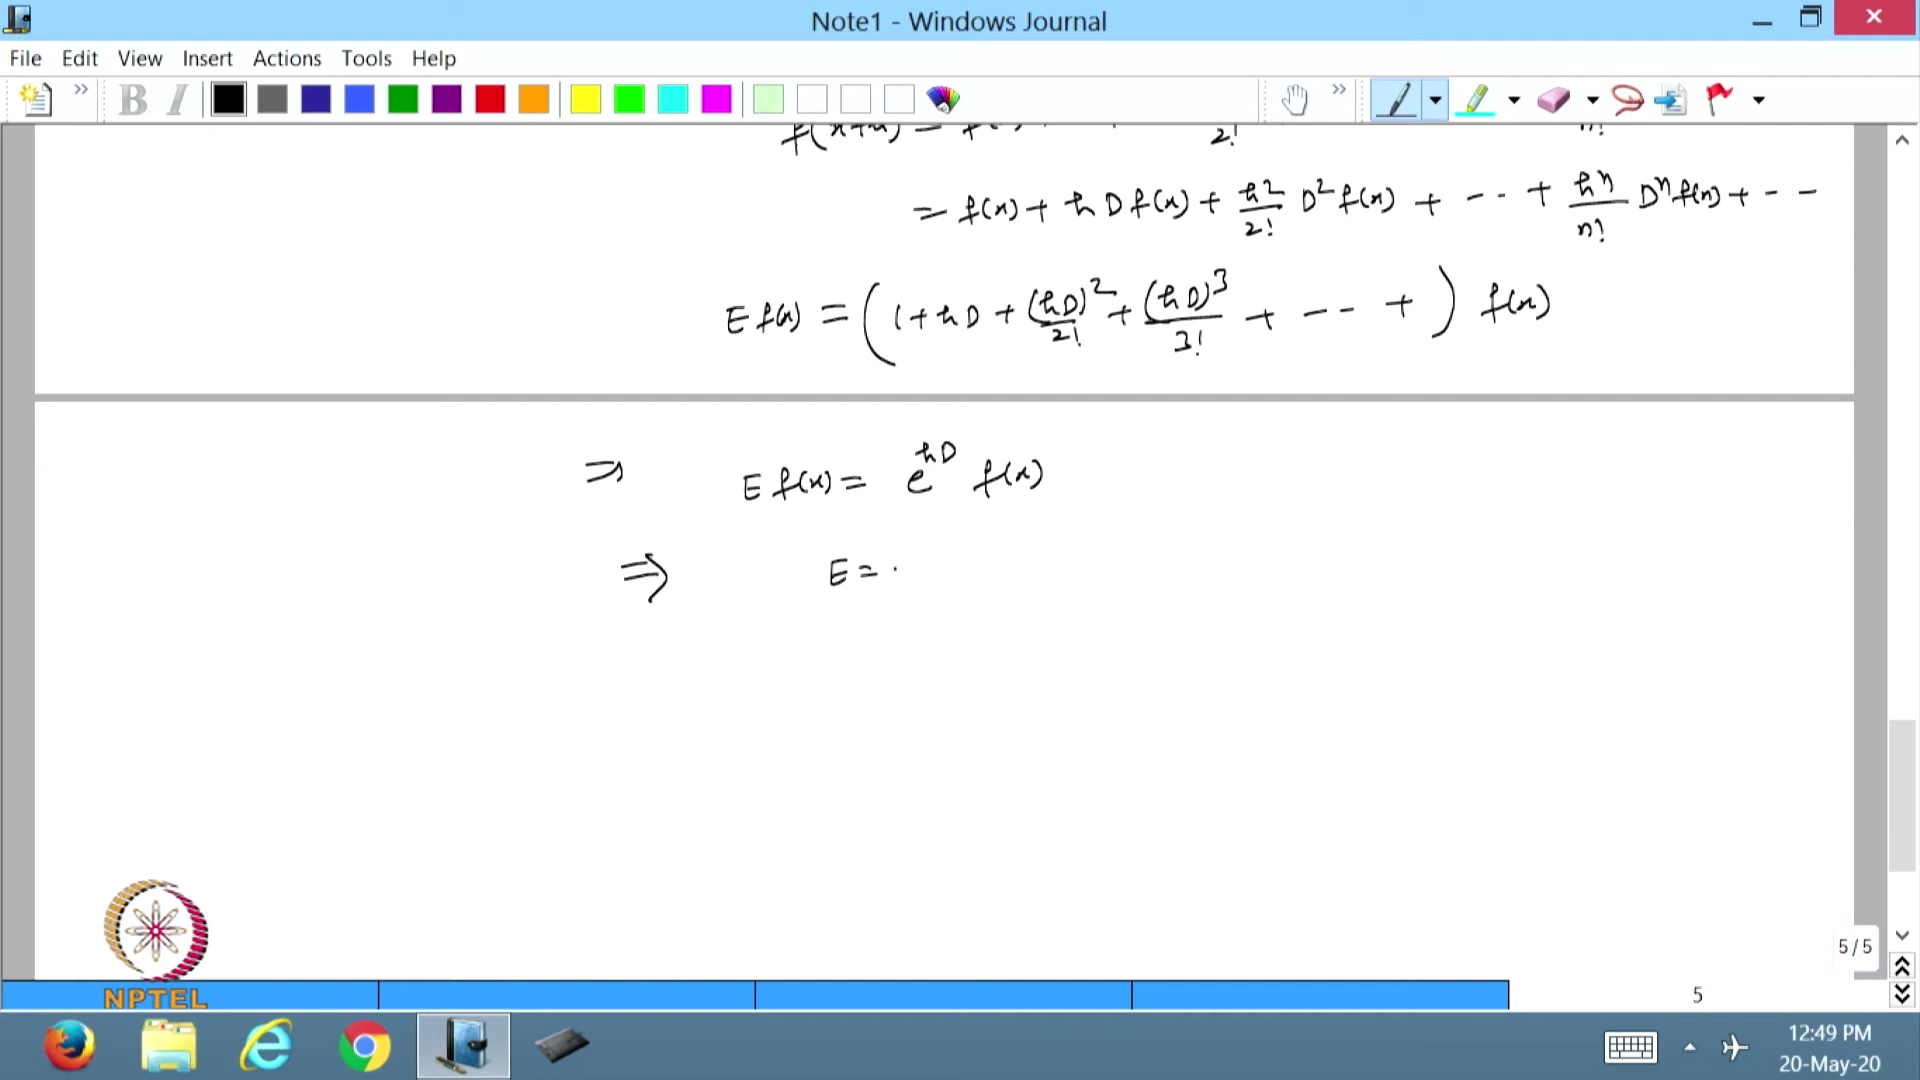 Note1 - Windows Journal
File Edit View Insert Actions Tools Help
B I
f(x+h) =
2! n!
= f(x) + h D f(x) + h²/2! D² f(x) + -- + hⁿ/n! Dⁿ f(x) + --
E f(x) = (1 + hD + (hD)²/2! + (hD)³/3! + -- + ) f(x)
⇒ E f(x) = e^{hD} f(x)
⇒ E = .
5 / 5
NPTEL
5
12:49 PM
20-May-20